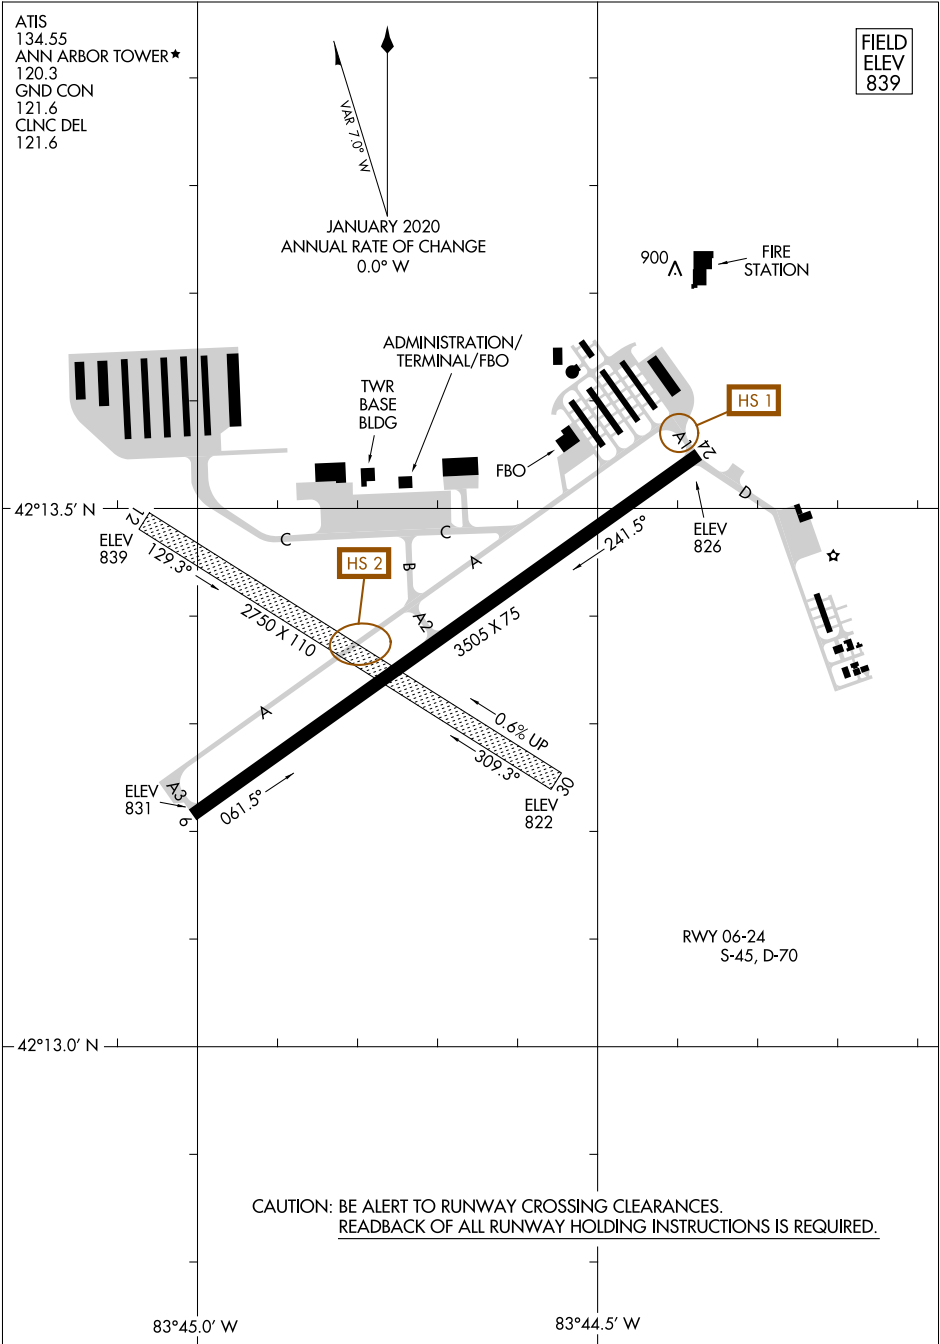 ATIS
134.55
ANN ARBOR TOWER★
120.3
GND CON
121.6
CLNC DEL
121.6
FIELD
ELEV
839
VAR 7.0° W
JANUARY 2020
ANNUAL RATE OF CHANGE
0.0° W
900
FIRE
STATION
ADMINISTRATION/
TERMINAL/FBO
TWR
BASE
BLDG
HS 1
FBO
A1
24
D
42°13.5' N
12
ELEV
839
129.3°
C
C
B
A
HS 2
241.5°
ELEV
826
2750 X 110
A2
3505 X 75
A
0.6% UP
309.3°
30
ELEV
822
ELEV
831
A3
6
061.5°
RWY 06-24
S-45, D-70
42°13.0' N
CAUTION: BE ALERT TO RUNWAY CROSSING CLEARANCES.
READBACK OF ALL RUNWAY HOLDING INSTRUCTIONS IS REQUIRED.
83°45.0' W
83°44.5' W